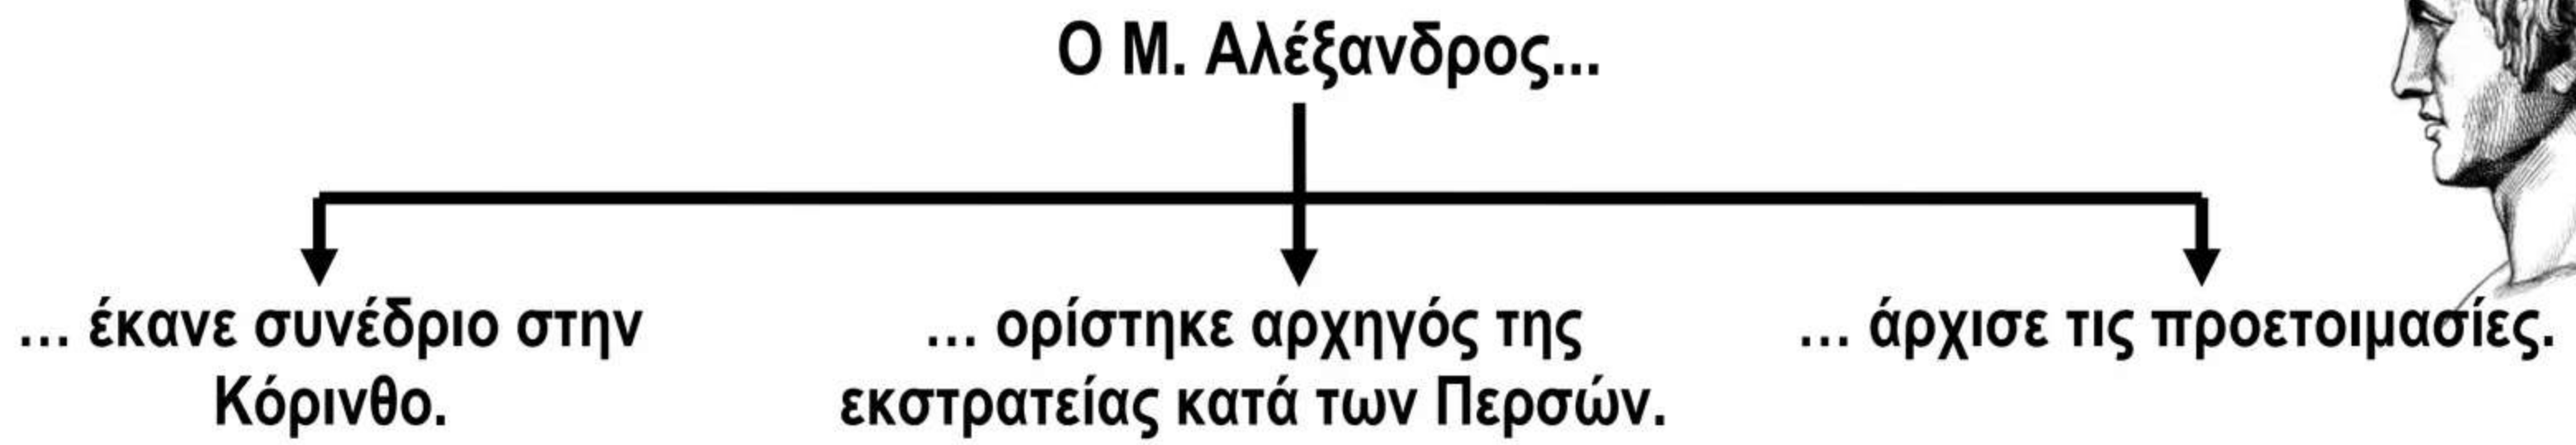 Ο Μ. Αλέξανδρος...
... έκανε συνέδριο στην
Κόρινθο.
... ορίστηκε αρχηγός της
εκστρατείας κατά των Περσών.
... άρχισε τις προετοιμασίες.